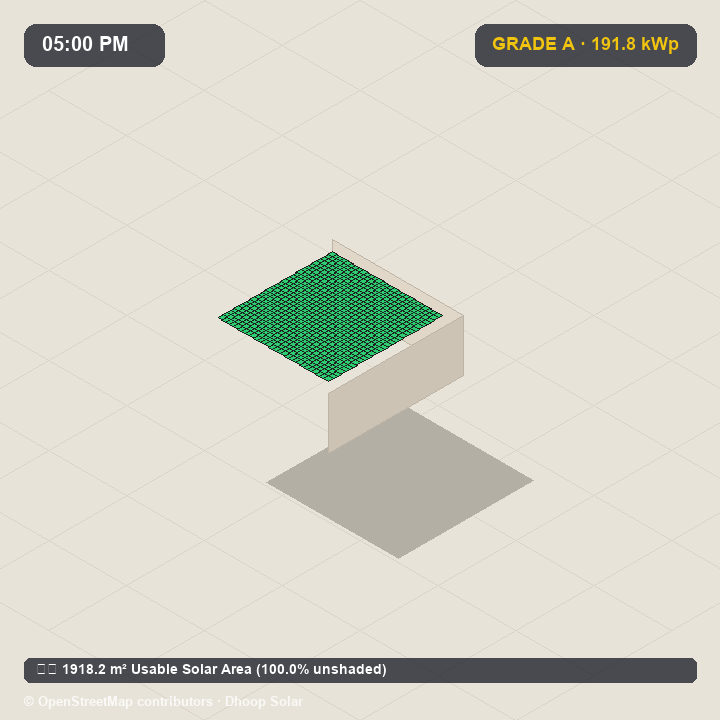 05:00 PM
GRADE A · 191.8 kWp
1918.2 m² Usable Solar Area (100.0% unshaded)
© OpenStreetMap contributors · Dhoop Solar